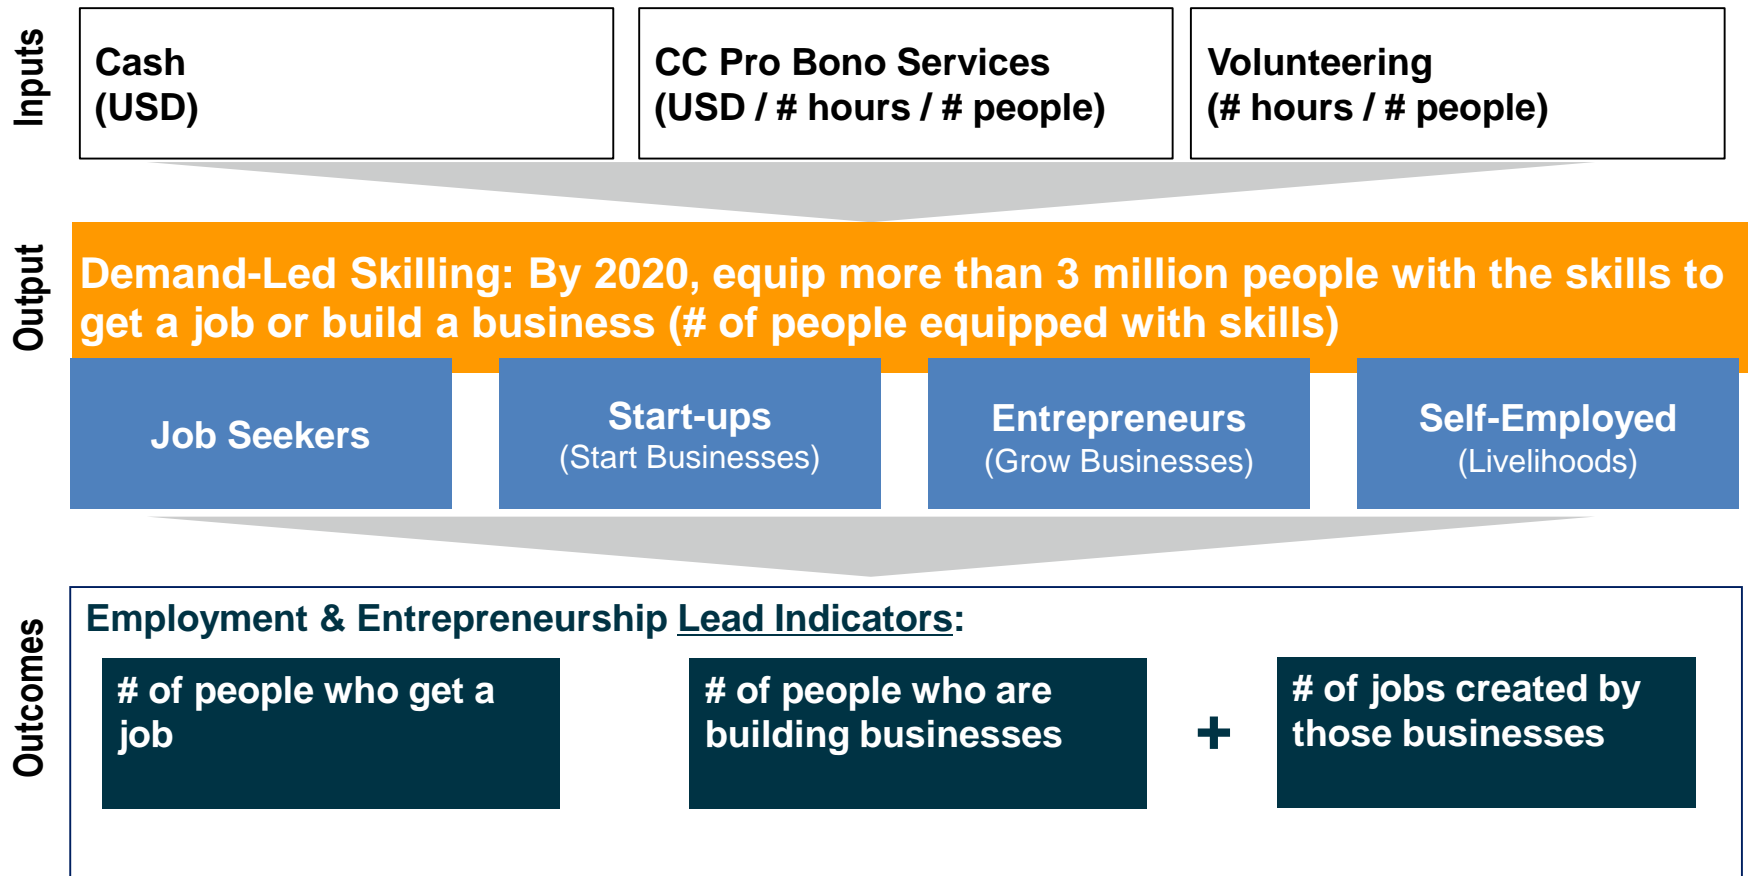 Inputs
Cash
(USD)
CC Pro Bono Services
(USD / # hours / # people)
Volunteering
(# hours / # people)
Output
Demand-Led Skilling: By 2020, equip more than 3 million people with the skills to
get a job or build a business (# of people equipped with skills)
Job Seekers
Start-ups
(Start Businesses)
Entrepreneurs
(Grow Businesses)
Self-Employed
(Livelihoods)
Outcomes
Employment & Entrepreneurship Lead Indicators:
# of people who get a
job
# of people who are
building businesses
+
# of jobs created by
those businesses